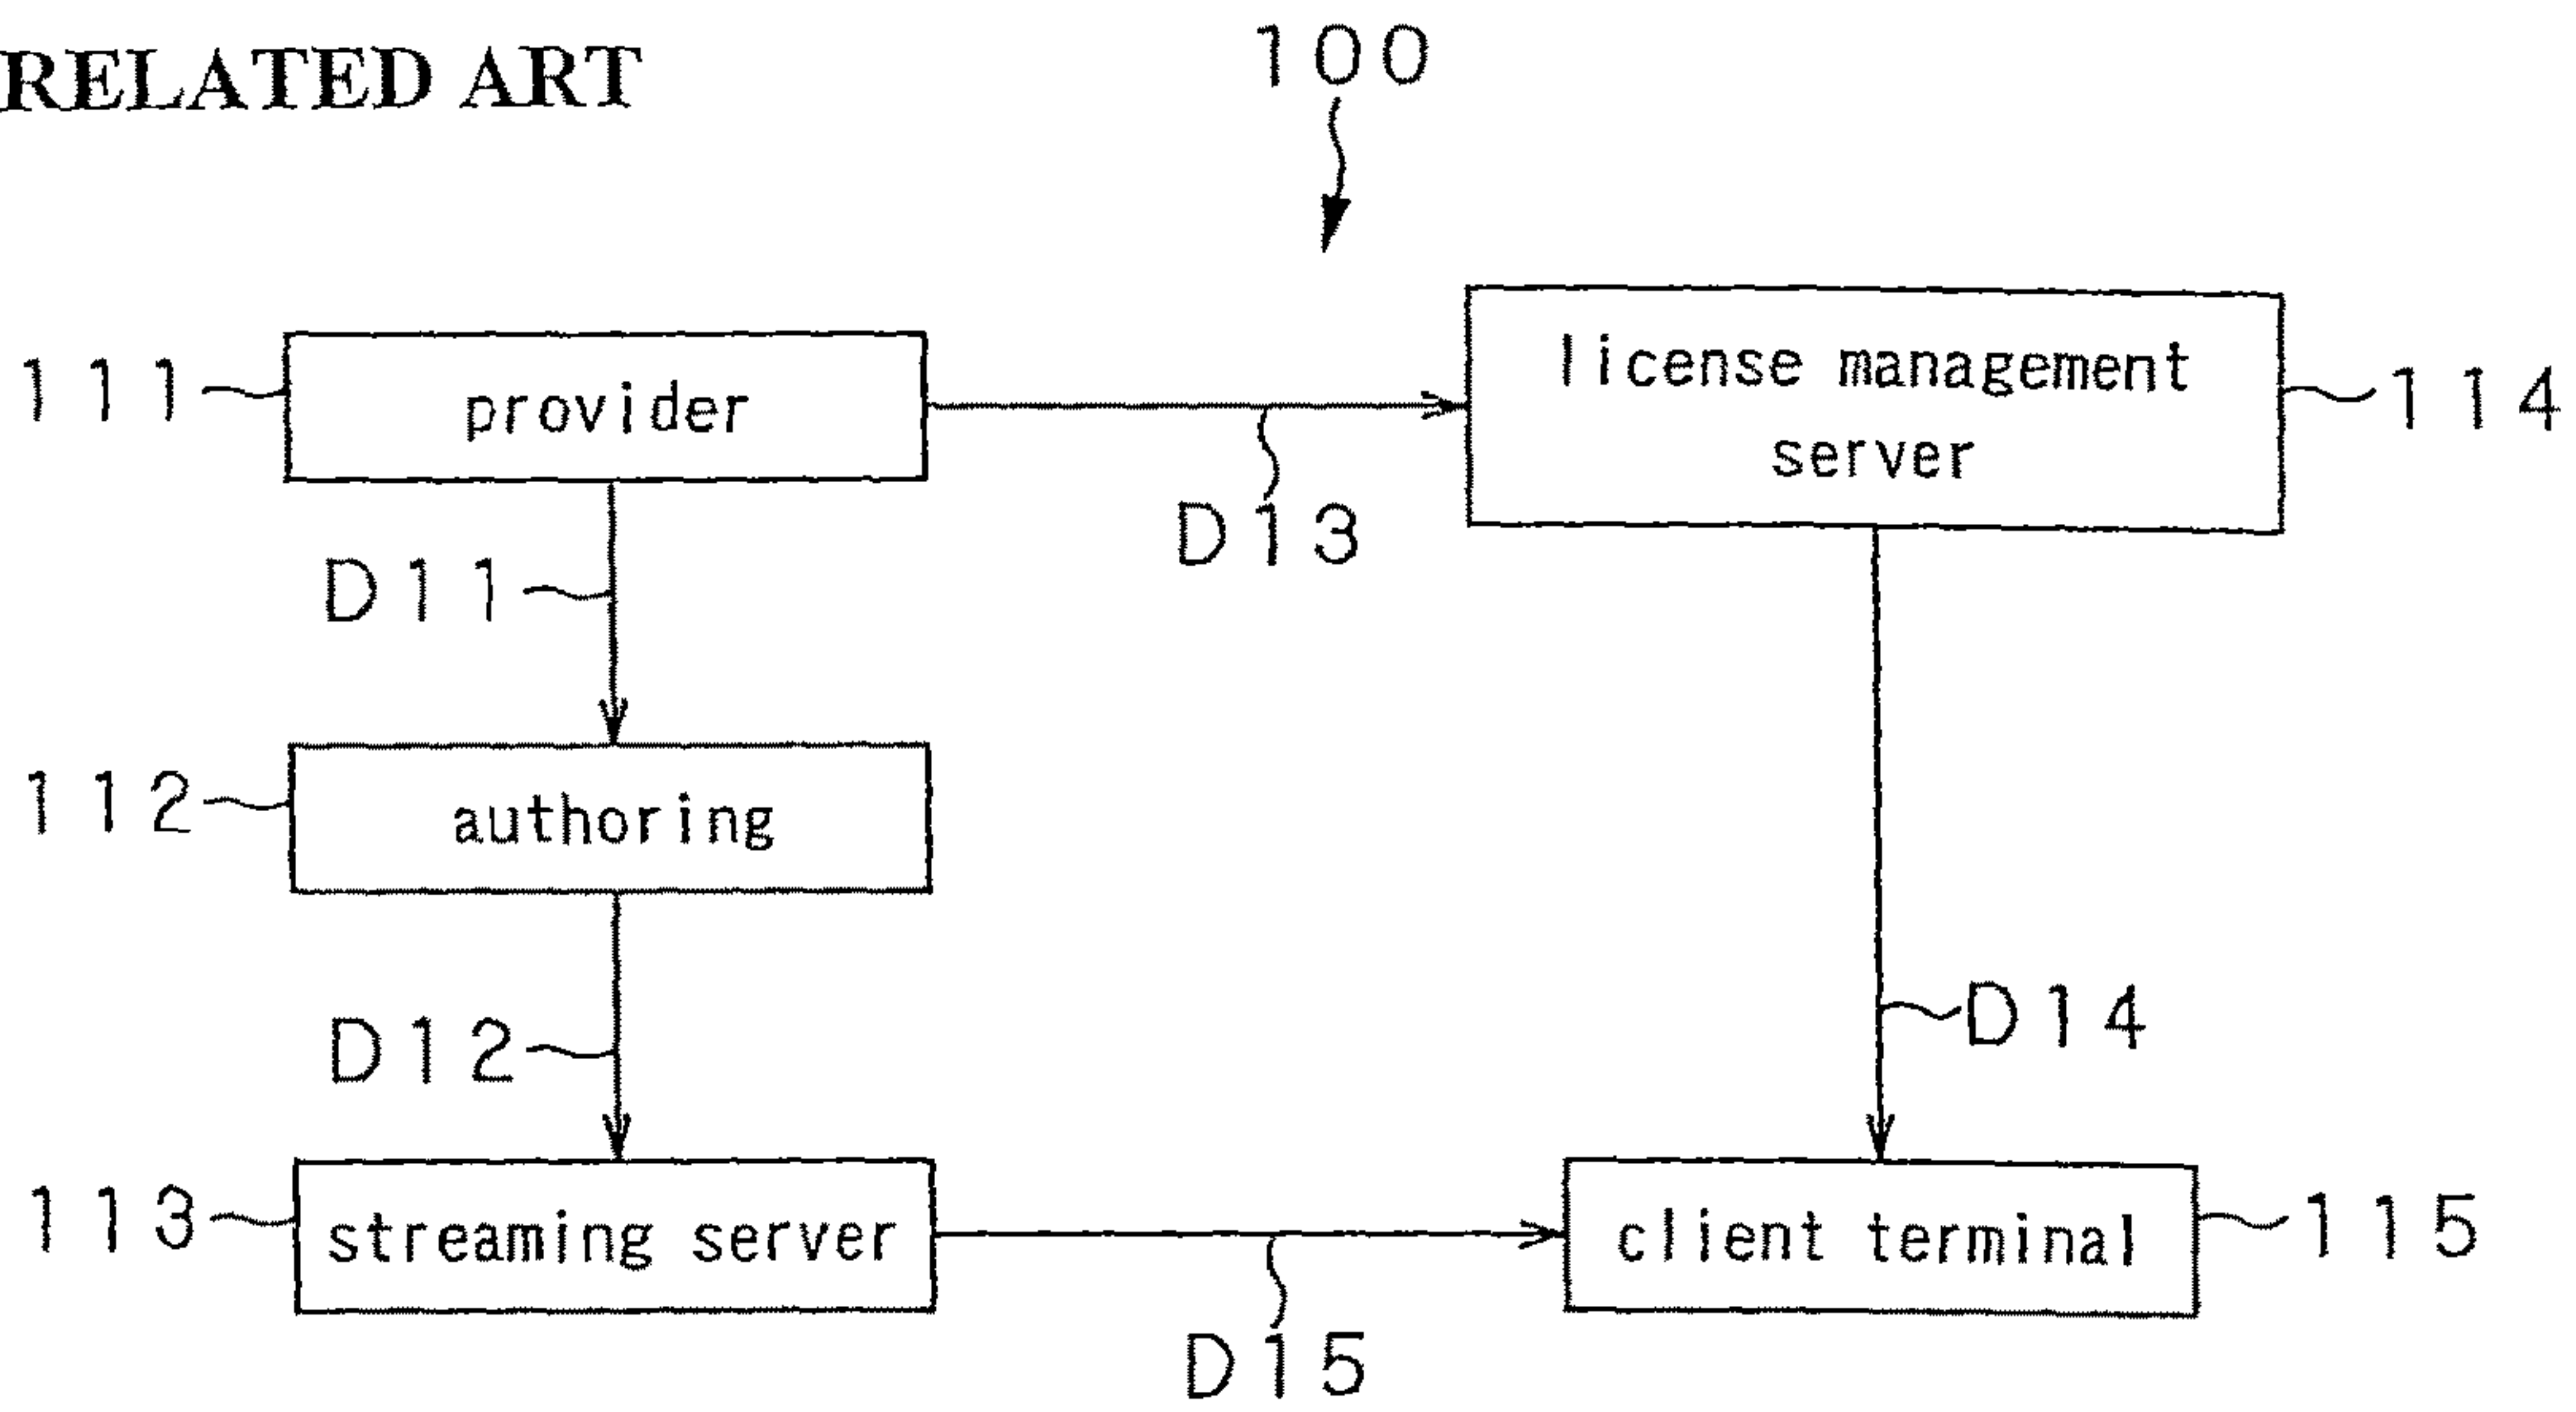 RELATED ART
100
111
provider
license management
server
114
D13
D11
112
authoring
D12
D14
113
streaming server
client terminal
115
D15